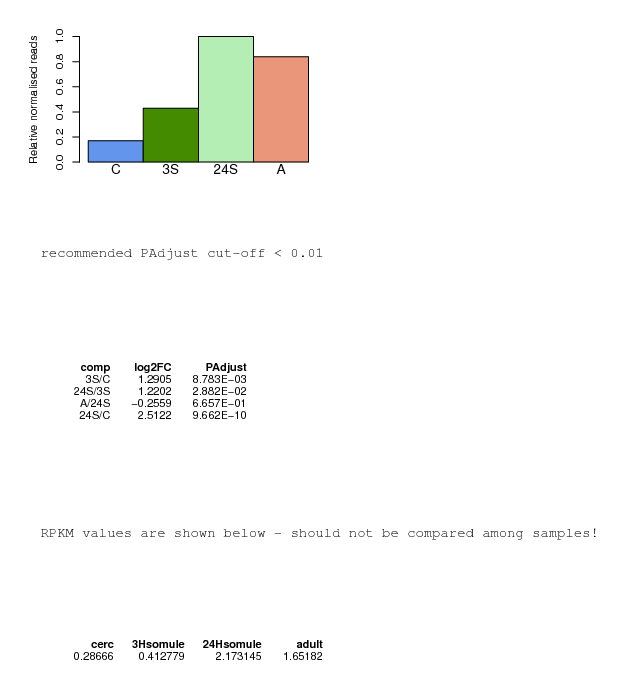 Relative normalised reads
1.0
0.8
0.6
0.4
0.2
0.0
C 3S 24S A
recommended PAdjust cut-off < 0.01
comp log2FC PAdjust
3S/C 1.2905 8.783E-03
24S/3S 1.2202 2.882E-02
A/24S -0.2559 6.657E-01
24S/C 2.5122 9.662E-10
RPKM values are shown below - should not be compared among samples!
cerc 3Hsomule 24Hsomule adult
0.28666 0.412779 2.173145 1.65182